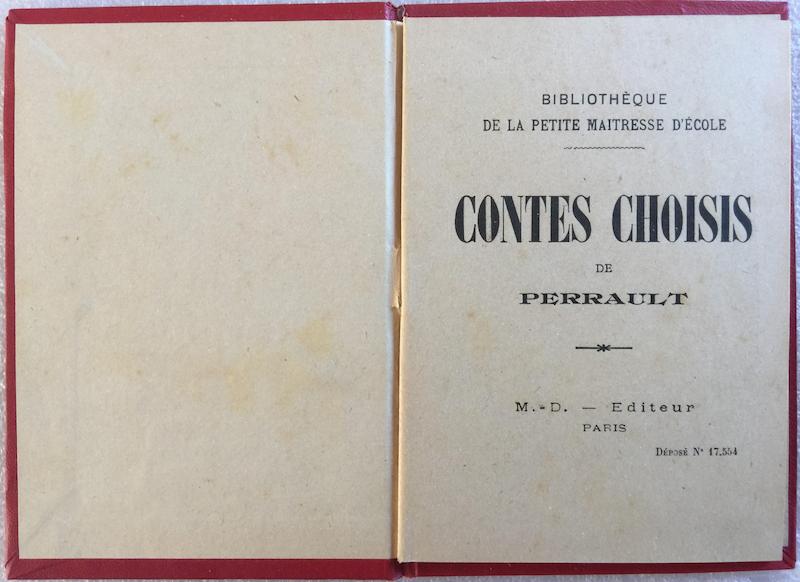 BIBLIOTHÈQUE
DE LA PETITE MAITRESSE D'ÉCOLE
CONTES CHOISIS
DE
PERRAULT
M.-D. — Editeur
PARIS
Déposé N° 17.554